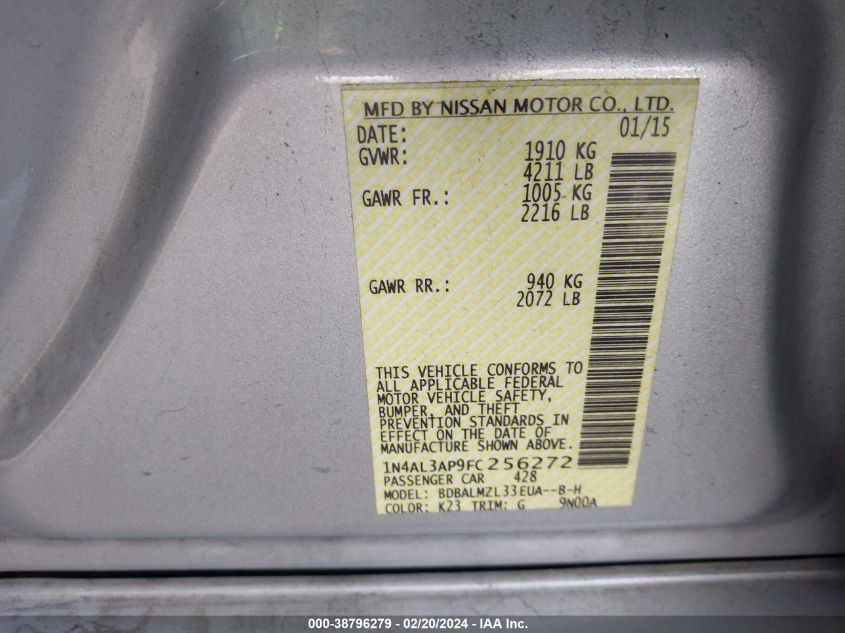 MFD BY NISSAN MOTOR CO., LTD.
DATE: 01/15
GVWR: 1910 KG
4211 LB
GAWR FR.: 1005 KG
2216 LB
GAWR RR.: 940 KG
2072 LB
THIS VEHICLE CONFORMS TO
ALL APPLICABLE FEDERAL
MOTOR VEHICLE SAFETY,
BUMPER, AND THEFT
PREVENTION STANDARDS IN
EFFECT ON THE DATE OF
MANUFACTURE SHOWN ABOVE.
1N4AL3AP9FC256272
PASSENGER CAR 428
MODEL: BDBALMZL33EUA--B-H
COLOR: K23 TRIM: G 9N00A
000-38796279 - 02/20/2024 - IAA Inc.